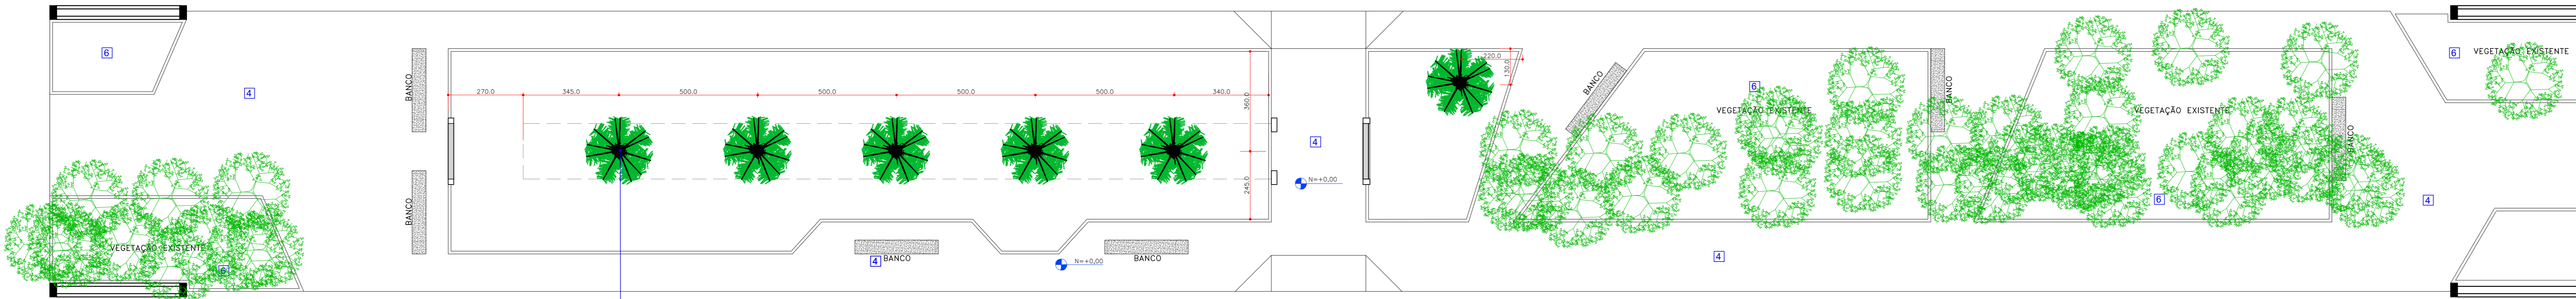 6
4
BANCO
BANCO
VEGETAÇÃO EXISTENTE
6
270.0
345.0
500.0
500.0
500.0
500.0
340.0
360.0
245.0
4
BANCO
N=+0,00
BANCO
4
N=+0,00
220.0
130.0
BANCO
6
VEGETAÇÃO EXISTENTE
4
BANCO
VEGETAÇÃO EXISTENTE
6
BANCO
6
VEGETAÇÃO EXISTENTE
4